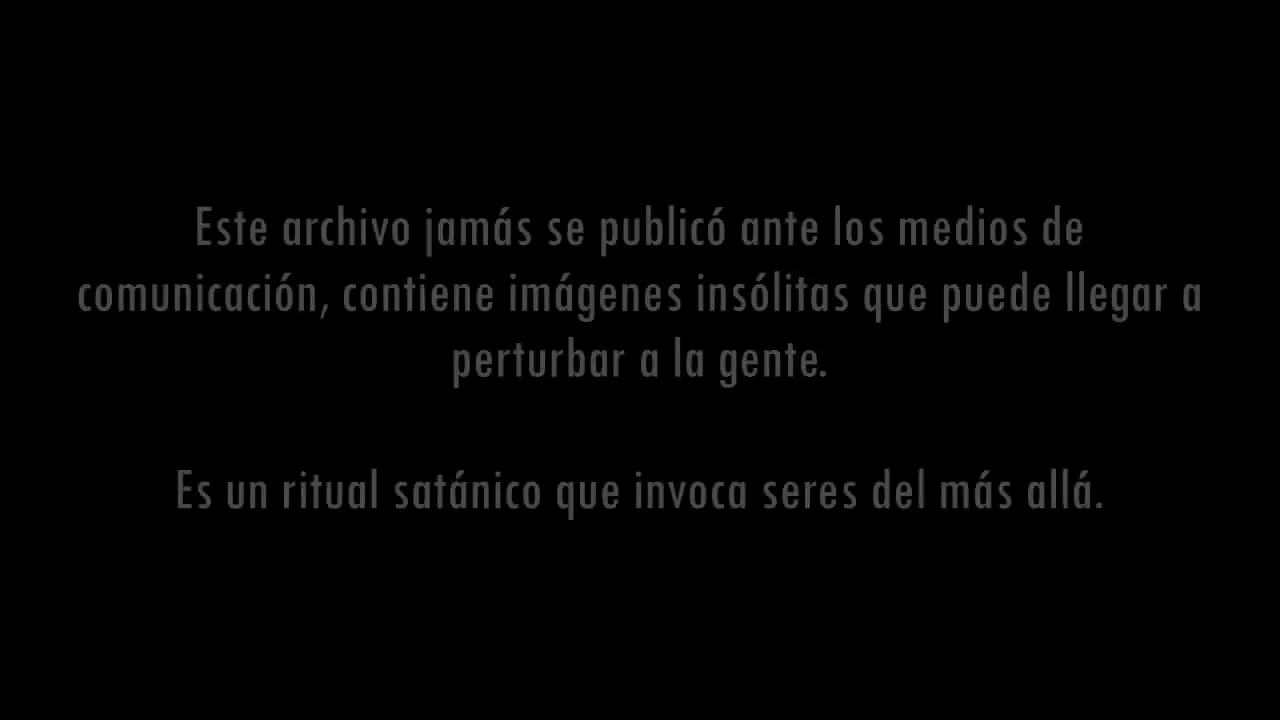 Este archivo jamás se publicó ante los medios de
comunicación, contiene imágenes insólitas que puede llegar a
perturbar a la gente.
Es un ritual satánico que invoca seres del más allá.